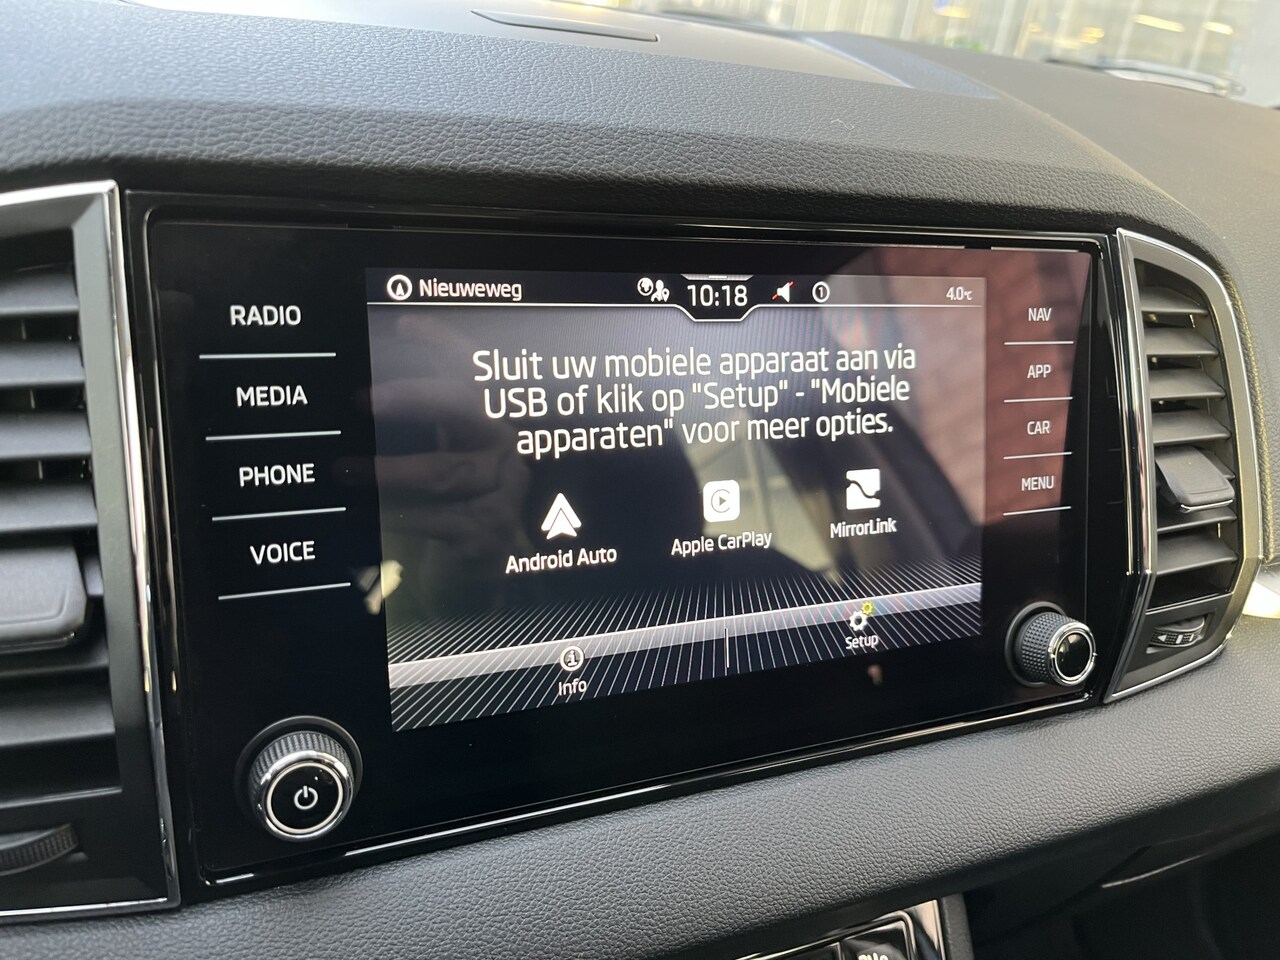 Nieuweweg
10:18
1
4.0°C
RADIO
MEDIA
PHONE
VOICE
Sluit uw mobiele apparaat aan via
USB of klik op "Setup" - "Mobiele
apparaten" voor meer opties.
Android Auto
Apple CarPlay
MirrorLink
Info
Setup
NAV
APP
CAR
MENU